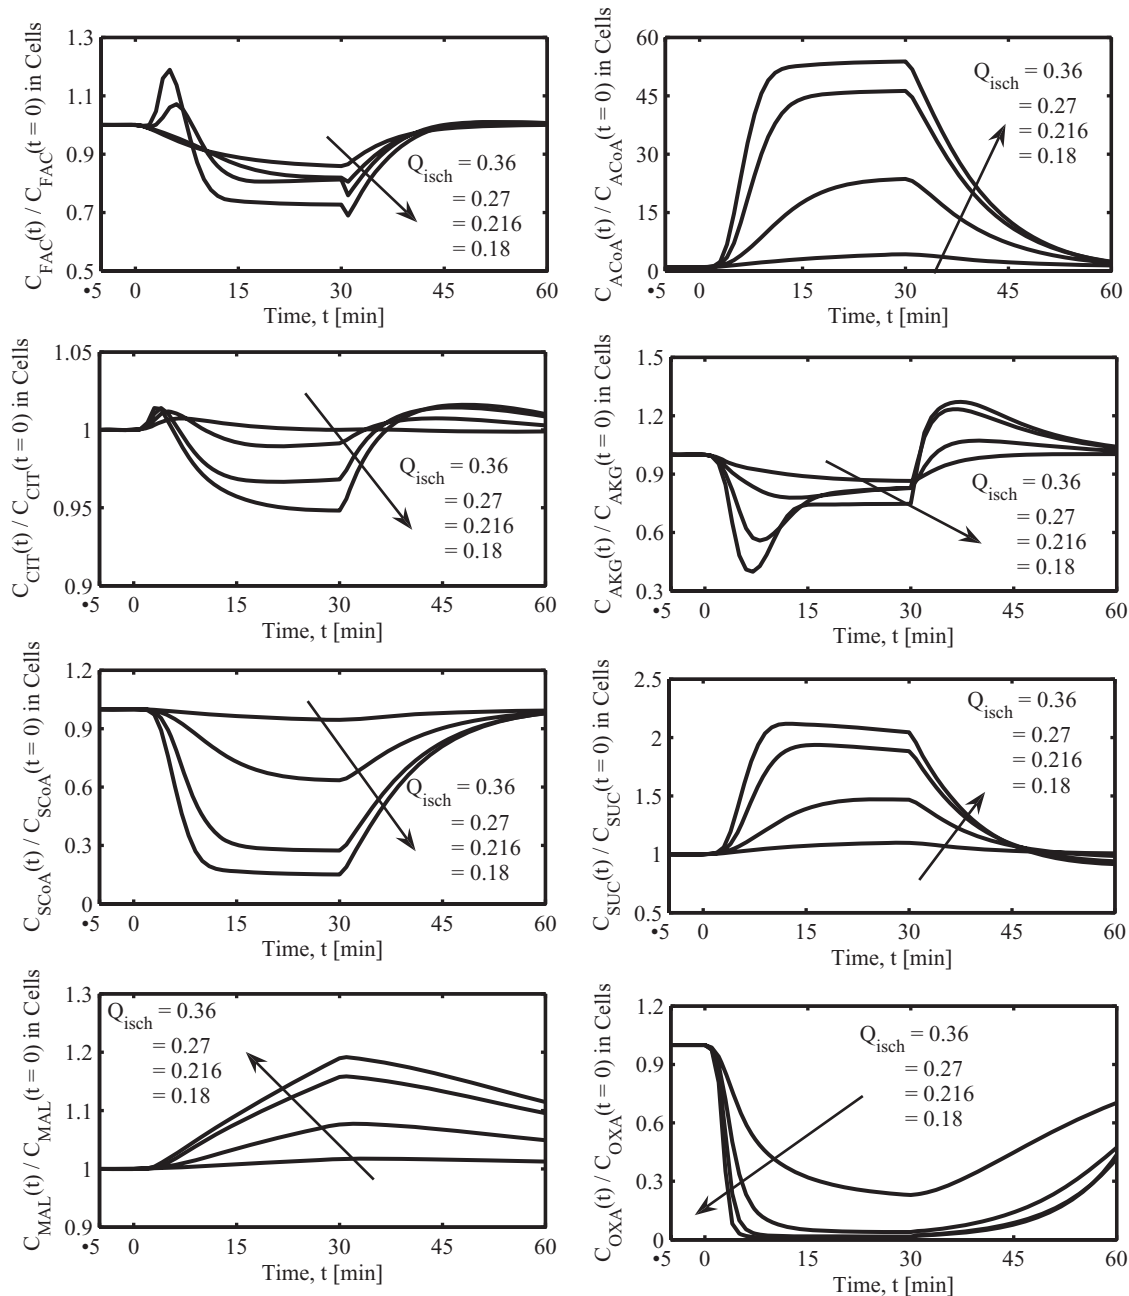 C_FAC(t) / C_FAC(t = 0) in Cells
1.3
1.1
0.9
0.7
0.5
Q_isch = 0.36
= 0.27
= 0.216
= 0.18
•5 0 15 30 45 60
Time, t [min]
C_ACoA(t) / C_ACoA(t = 0) in Cells
60
45
30
15
0
Q_isch = 0.36
= 0.27
= 0.216
= 0.18
•5 0 15 30 45 60
Time, t [min]
C_CIT(t) / C_CIT(t = 0) in Cells
1.05
1
0.95
0.9
Q_isch = 0.36
= 0.27
= 0.216
= 0.18
•5 0 15 30 45 60
Time, t [min]
C_AKG(t) / C_AKG(t = 0) in Cells
1.5
1.2
0.9
0.6
0.3
Q_isch = 0.36
= 0.27
= 0.216
= 0.18
•5 0 15 30 45 60
Time, t [min]
C_SCoA(t) / C_SCoA(t = 0) in Cells
1.2
0.9
0.6
0.3
0
Q_isch = 0.36
= 0.27
= 0.216
= 0.18
•5 0 15 30 45 60
Time, t [min]
C_SUC(t) / C_SUC(t = 0) in Cells
2.5
2
1.5
1
0.5
Q_isch = 0.36
= 0.27
= 0.216
= 0.18
•5 0 15 30 45 60
Time, t [min]
C_MAL(t) / C_MAL(t = 0) in Cells
1.3
1.2
1.1
1
0.9
Q_isch = 0.36
= 0.27
= 0.216
= 0.18
•5 0 15 30 45 60
Time, t [min]
C_OXA(t) / C_OXA(t = 0) in Cells
1.2
0.9
0.6
0.3
0
Q_isch = 0.36
= 0.27
= 0.216
= 0.18
•5 0 15 30 45 60
Time, t [min]